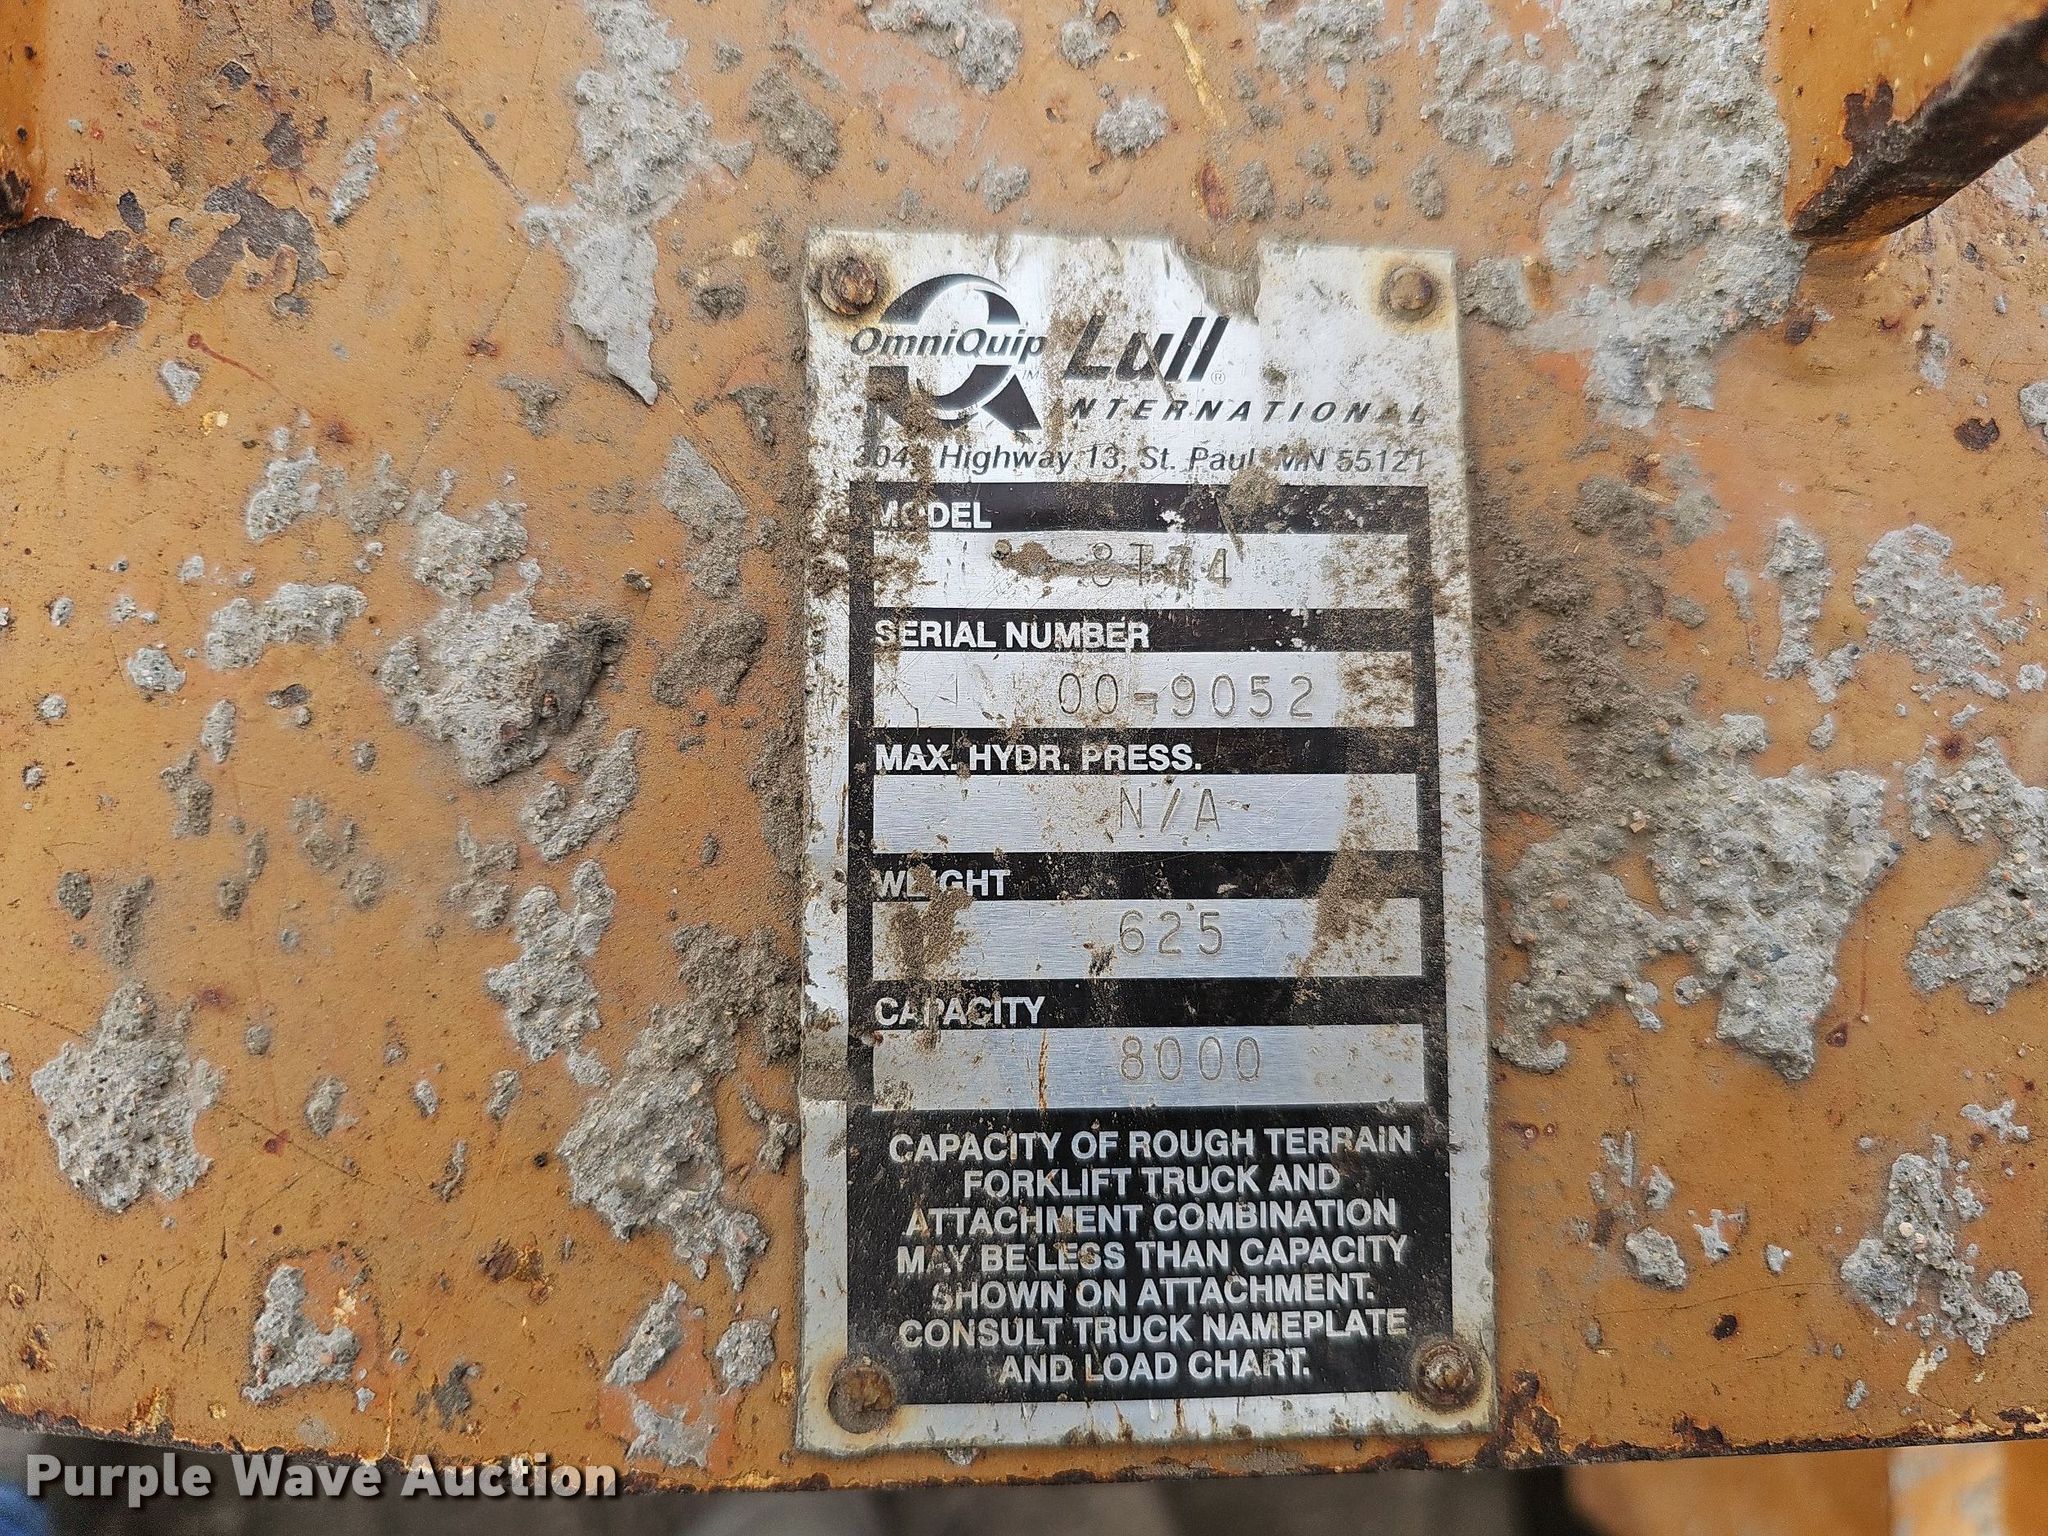 OmniQuip
Lull®
INTERNATIONAL
Highway 13, St. Paul, MN 55121
MODEL
8T74
SERIAL NUMBER
00-9052
MAX. HYDR. PRESS.
N/A
WEIGHT
625
CAPACITY
8000
CAPACITY OF ROUGH TERRAIN
FORKLIFT TRUCK AND
ATTACHMENT COMBINATION
MAY BE LESS THAN CAPACITY
SHOWN ON ATTACHMENT.
CONSULT TRUCK NAMEPLATE
AND LOAD CHART.
Purple Wave Auction